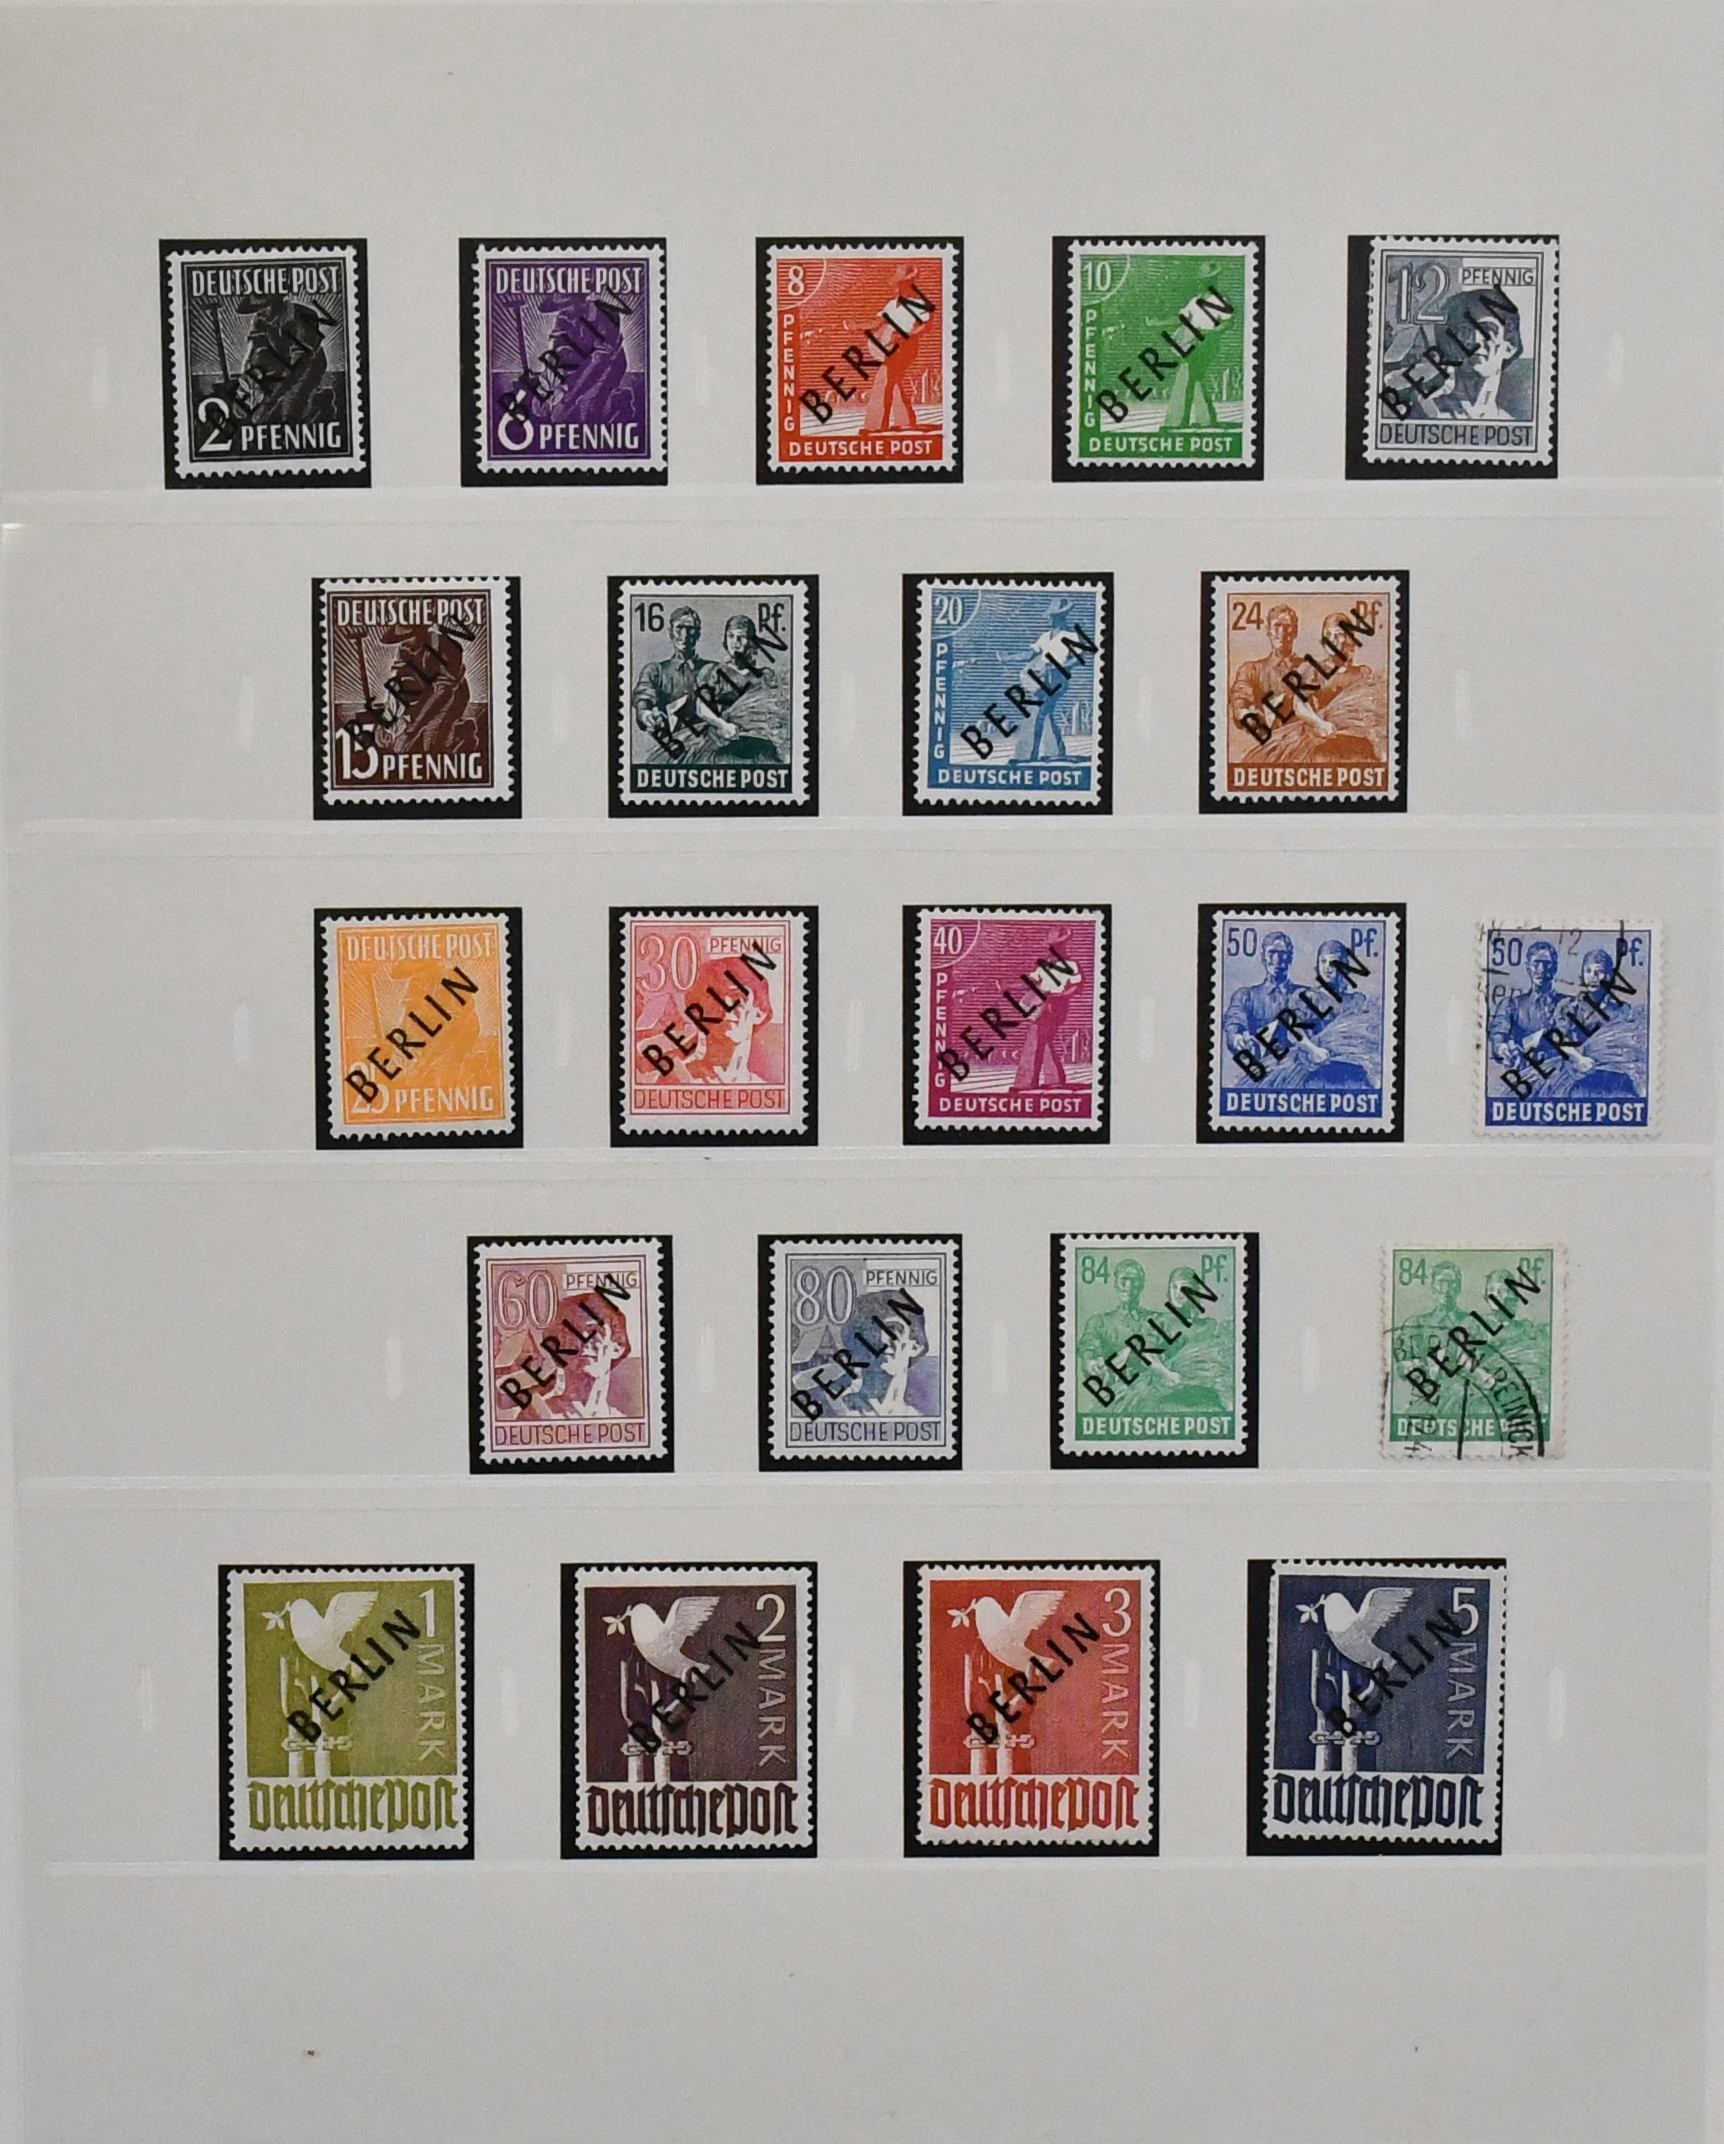 DEUTSCHE POST
BERLIN
2 PFENNIG
DEUTSCHE POST
BERLIN
6 PFENNIG
8
PFENNIG
BERLIN
DEUTSCHE POST
10
PFENNIG
BERLIN
DEUTSCHE POST
12 PFENNIG
BERLIN
DEUTSCHE POST
DEUTSCHE POST
BERLIN
15 PFENNIG
16 Pf.
BERLIN
DEUTSCHE POST
20
PFENNIG
BERLIN
DEUTSCHE POST
24 Pf.
BERLIN
DEUTSCHE POST
DEUTSCHE POST
BERLIN
25 PFENNIG
30 PFENNIG
BERLIN
DEUTSCHE POST
40
PFENNIG
BERLIN
DEUTSCHE POST
50 Pf.
BERLIN
DEUTSCHE POST
50 Pf.
BERLIN
DEUTSCHE POST
60 PFENNIG
BERLIN
DEUTSCHE POST
80 PFENNIG
BERLIN
DEUTSCHE POST
84 Pf.
BERLIN
DEUTSCHE POST
84 Pf.
BERLIN
BERLIN-REINICK
DEUTSCHE POST
1 MARK
BERLIN
deutsche post
2 MARK
BERLIN
deutsche post
3 MARK
BERLIN
deutsche post
5 MARK
BERLIN
deutsche post